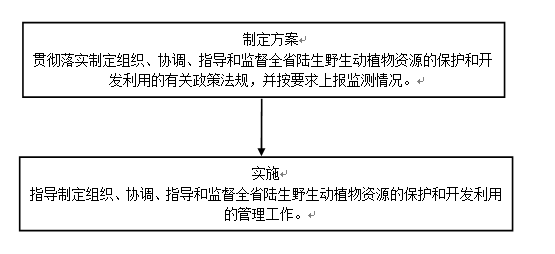 制定方案
贯彻落实制定组织、协调、指导和监督全省陆生野生动植物资源的保护和开
发利用的有关政策法规，并按要求上报监测情况。
实施
指导制定组织、协调、指导和监督全省陆生野生动植物资源的保护和开发利用
的管理工作。